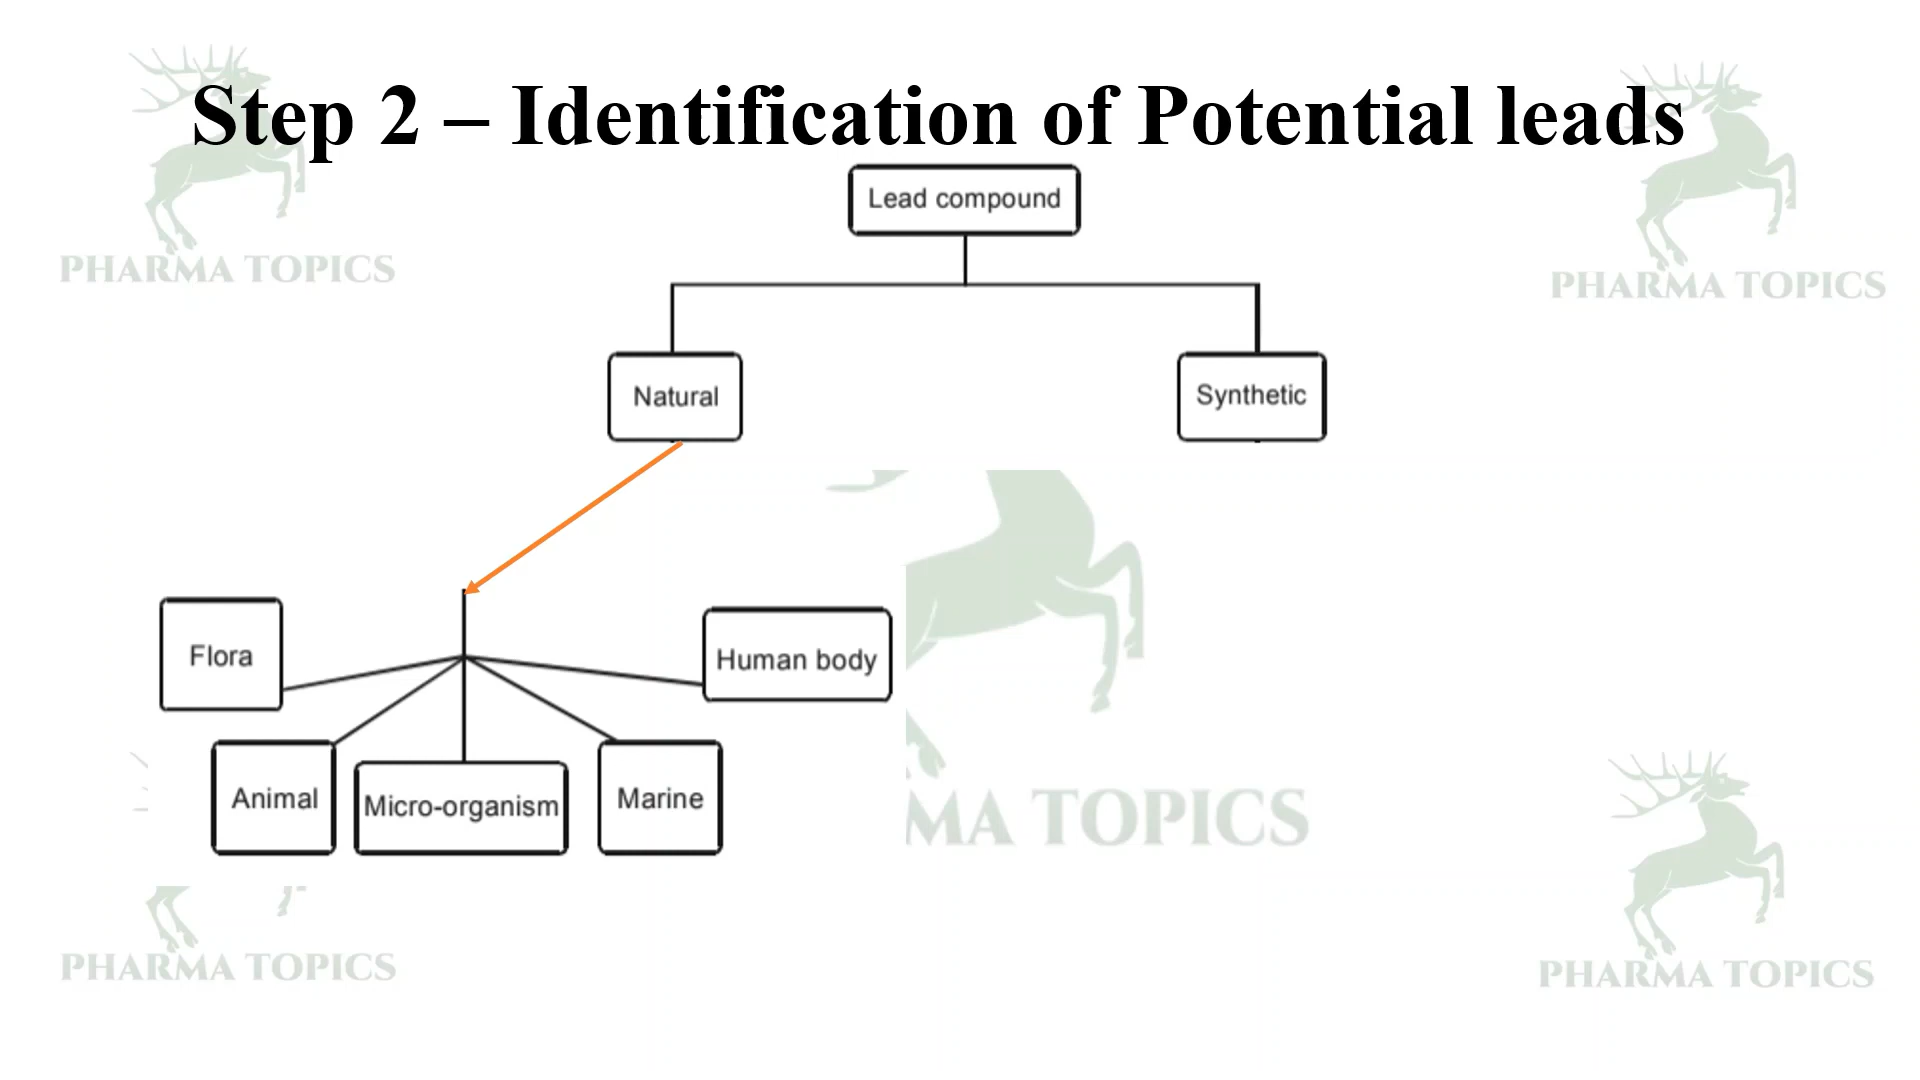 Step 2 – Identification of Potential leads
Lead compound
PHARMA TOPICS
PHARMA TOPICS
Natural
Synthetic
Flora
Human body
Animal
Micro-organism
Marine
MA TOPICS
PHARMA TOPICS
PHARMA TOPICS